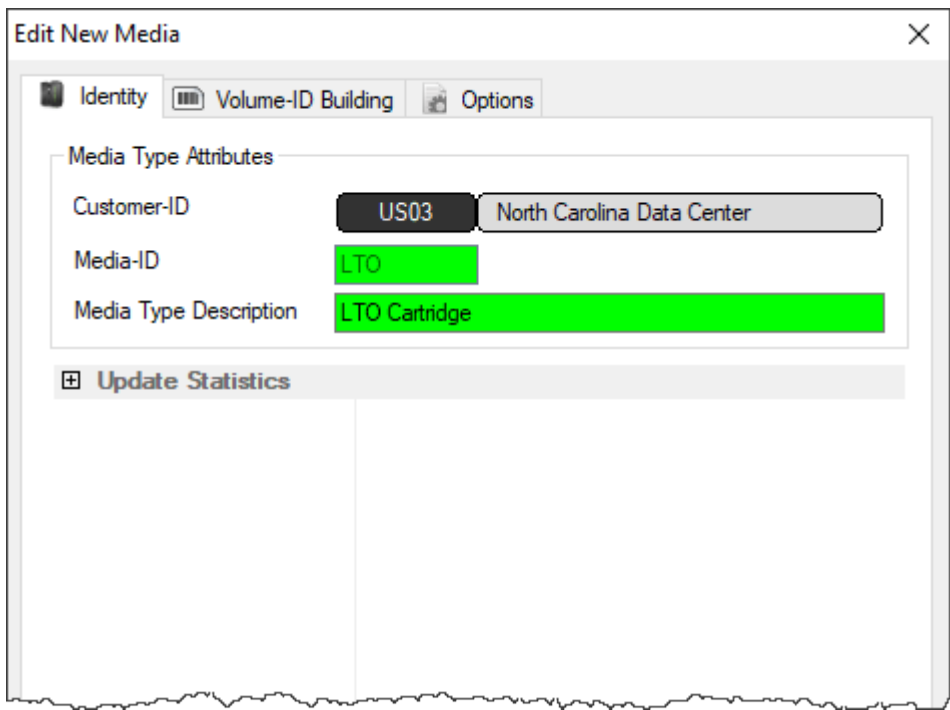 Edit New Media
Identity Volume-ID Building Options
Media Type Attributes
Customer-ID US03 North Carolina Data Center
Media-ID LTO
Media Type Description LTO Cartridge
Update Statistics